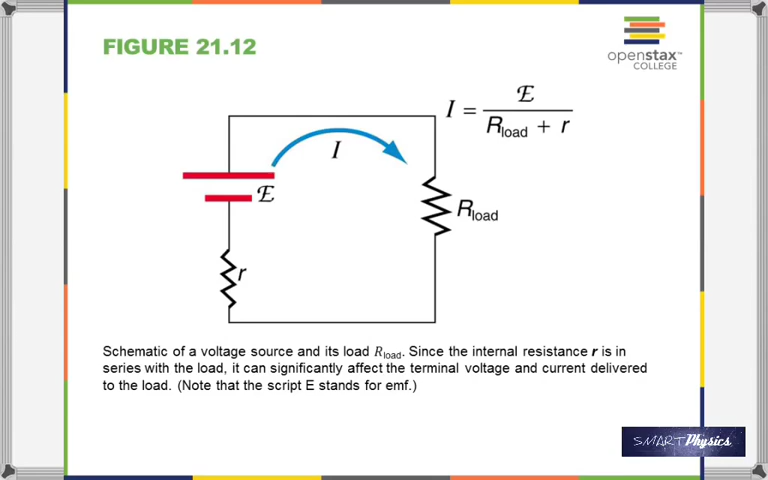 FIGURE 21.12
openstax™
COLLEGE
I = ℰ / (Rload + r)
I
ℰ
Rload
r
Schematic of a voltage source and its load Rload. Since the internal resistance r is in
series with the load, it can significantly affect the terminal voltage and current delivered
to the load. (Note that the script E stands for emf.)
SMART Physics